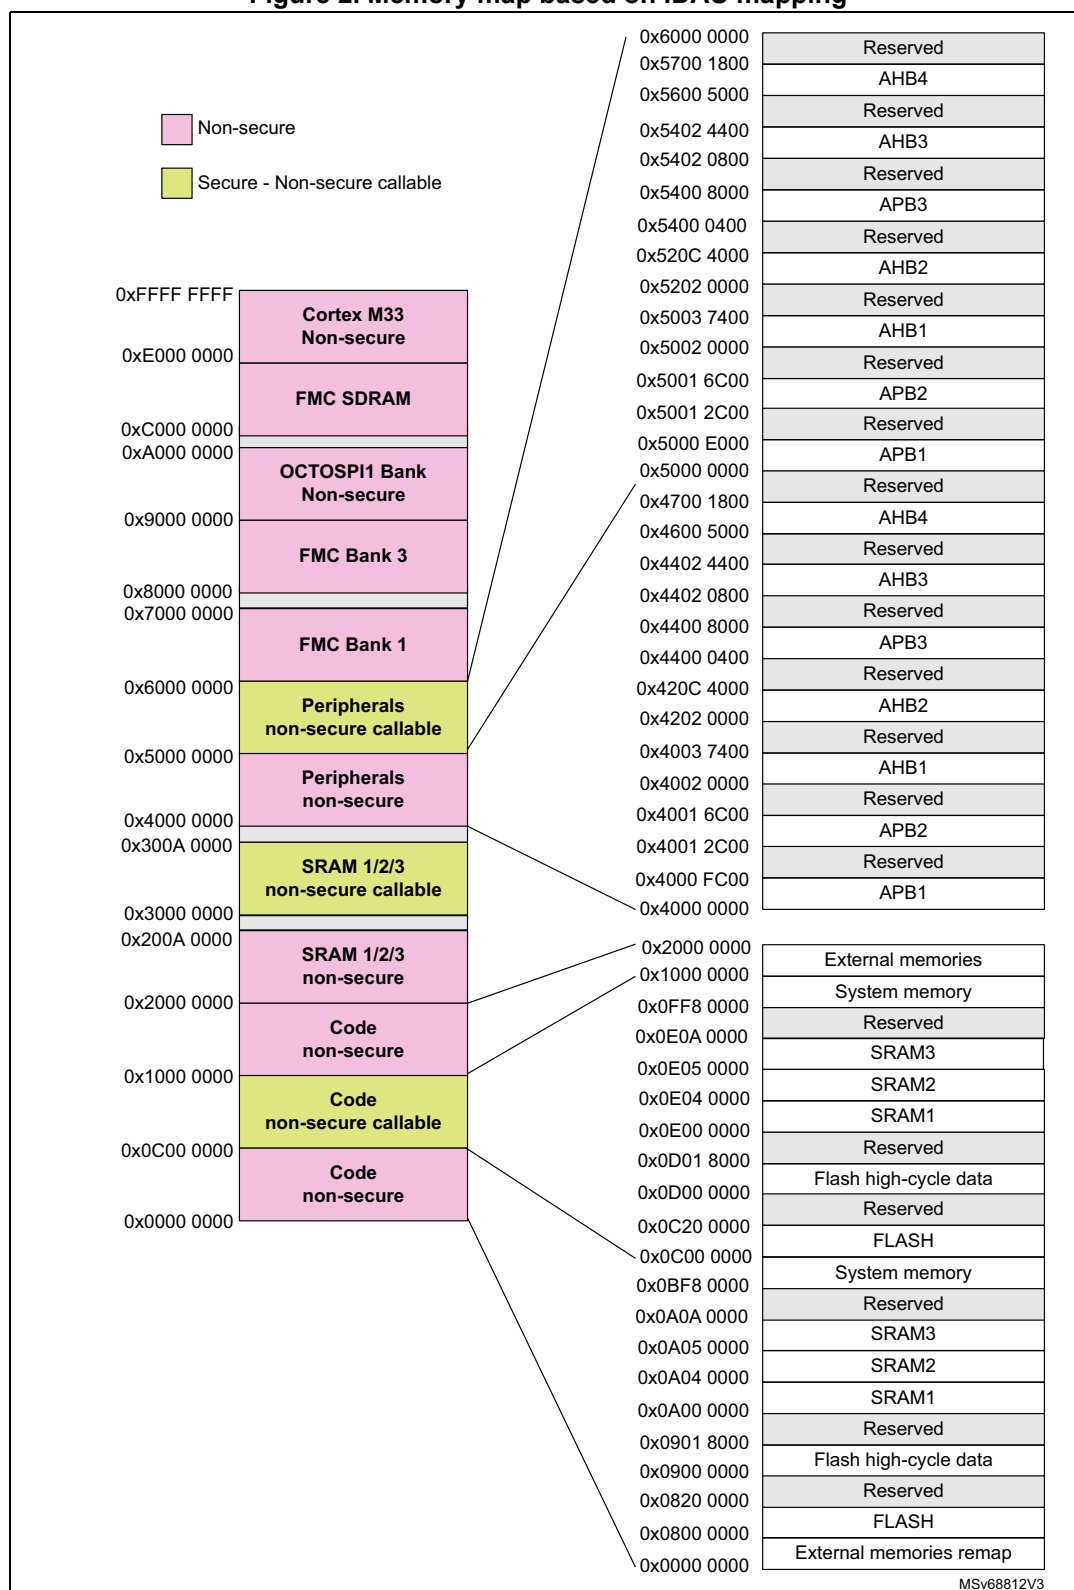 Figure 2. Memory map based on IDAU mapping
Non-secure
Secure - Non-secure callable
0xFFFF FFFF
Cortex M33
Non-secure
0xE000 0000
FMC SDRAM
0xC000 0000
0xA000 0000
OCTOSPI1 Bank
Non-secure
0x9000 0000
FMC Bank 3
0x8000 0000
0x7000 0000
FMC Bank 1
0x6000 0000
Peripherals
non-secure callable
0x5000 0000
Peripherals
non-secure
0x4000 0000
0x300A 0000
SRAM 1/2/3
non-secure callable
0x3000 0000
0x200A 0000
SRAM 1/2/3
non-secure
0x2000 0000
Code
non-secure
0x1000 0000
Code
non-secure callable
0x0C00 0000
Code
non-secure
0x0000 0000
0x6000 0000
Reserved
0x5700 1800
AHB4
0x5600 5000
Reserved
0x5402 4400
AHB3
0x5402 0800
Reserved
0x5400 8000
APB3
0x5400 0400
Reserved
0x520C 4000
AHB2
0x5202 0000
Reserved
0x5003 7400
AHB1
0x5002 0000
Reserved
0x5001 6C00
APB2
0x5001 2C00
Reserved
0x5000 E000
APB1
0x5000 0000
Reserved
0x4700 1800
AHB4
0x4600 5000
Reserved
0x4402 4400
AHB3
0x4402 0800
Reserved
0x4400 8000
APB3
0x4400 0400
Reserved
0x420C 4000
AHB2
0x4202 0000
Reserved
0x4003 7400
AHB1
0x4002 0000
Reserved
0x4001 6C00
APB2
0x4001 2C00
Reserved
0x4000 FC00
APB1
0x4000 0000
0x2000 0000
External memories
0x1000 0000
System memory
0x0FF8 0000
Reserved
0x0E0A 0000
SRAM3
0x0E05 0000
SRAM2
0x0E04 0000
SRAM1
0x0E00 0000
Reserved
0x0D01 8000
Flash high-cycle data
0x0D00 0000
Reserved
0x0C20 0000
FLASH
0x0C00 0000
System memory
0x0BF8 0000
Reserved
0x0A0A 0000
SRAM3
0x0A05 0000
SRAM2
0x0A04 0000
SRAM1
0x0A00 0000
Reserved
0x0901 8000
Flash high-cycle data
0x0900 0000
Reserved
0x0820 0000
FLASH
0x0800 0000
External memories remap
0x0000 0000
MSv68812V3